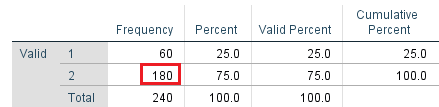 Frequency Percent Valid Percent Cumulative Percent
Valid 1 60 25.0 25.0 25.0
2 180 75.0 75.0 100.0
Total 240 100.0 100.0